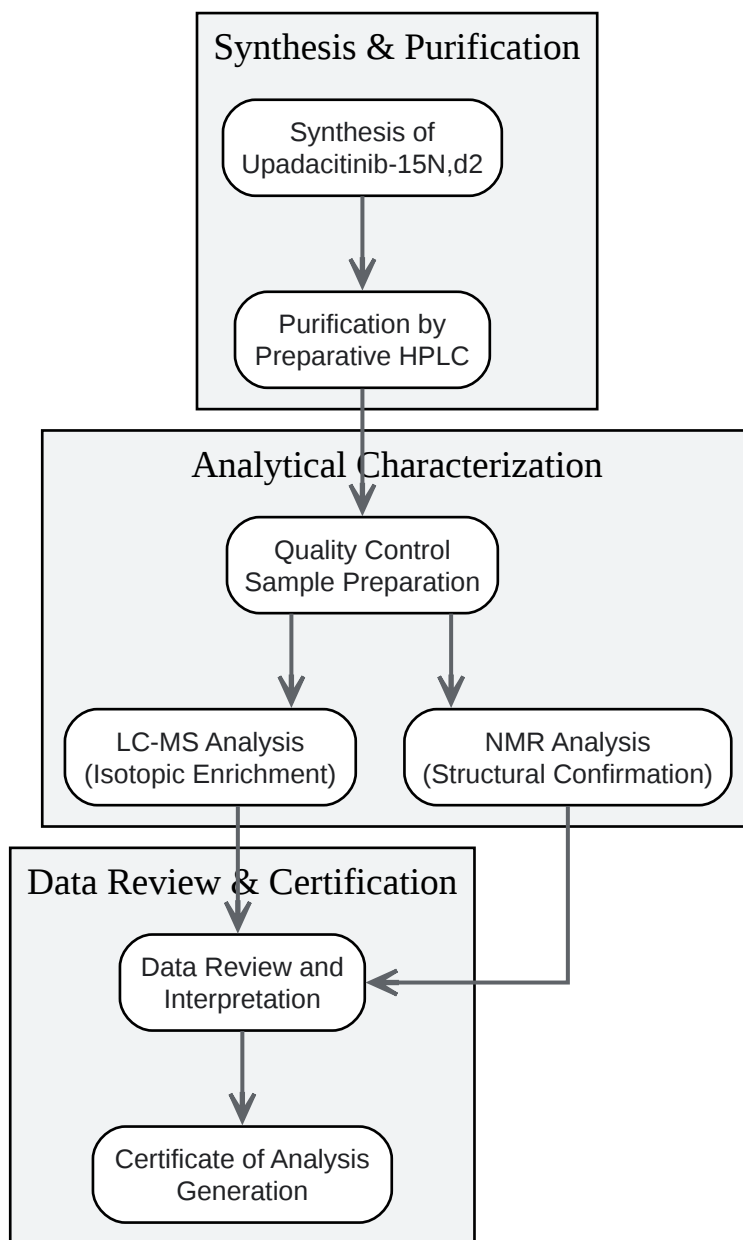 Synthesis & Purification
Synthesis of
Upadacitinib-15N,d2
Purification by
Preparative HPLC
Analytical Characterization
Quality Control
Sample Preparation
LC-MS Analysis
(Isotopic Enrichment)
NMR Analysis
(Structural Confirmation)
Data Review & Certification
Data Review and
Interpretation
Certificate of Analysis
Generation